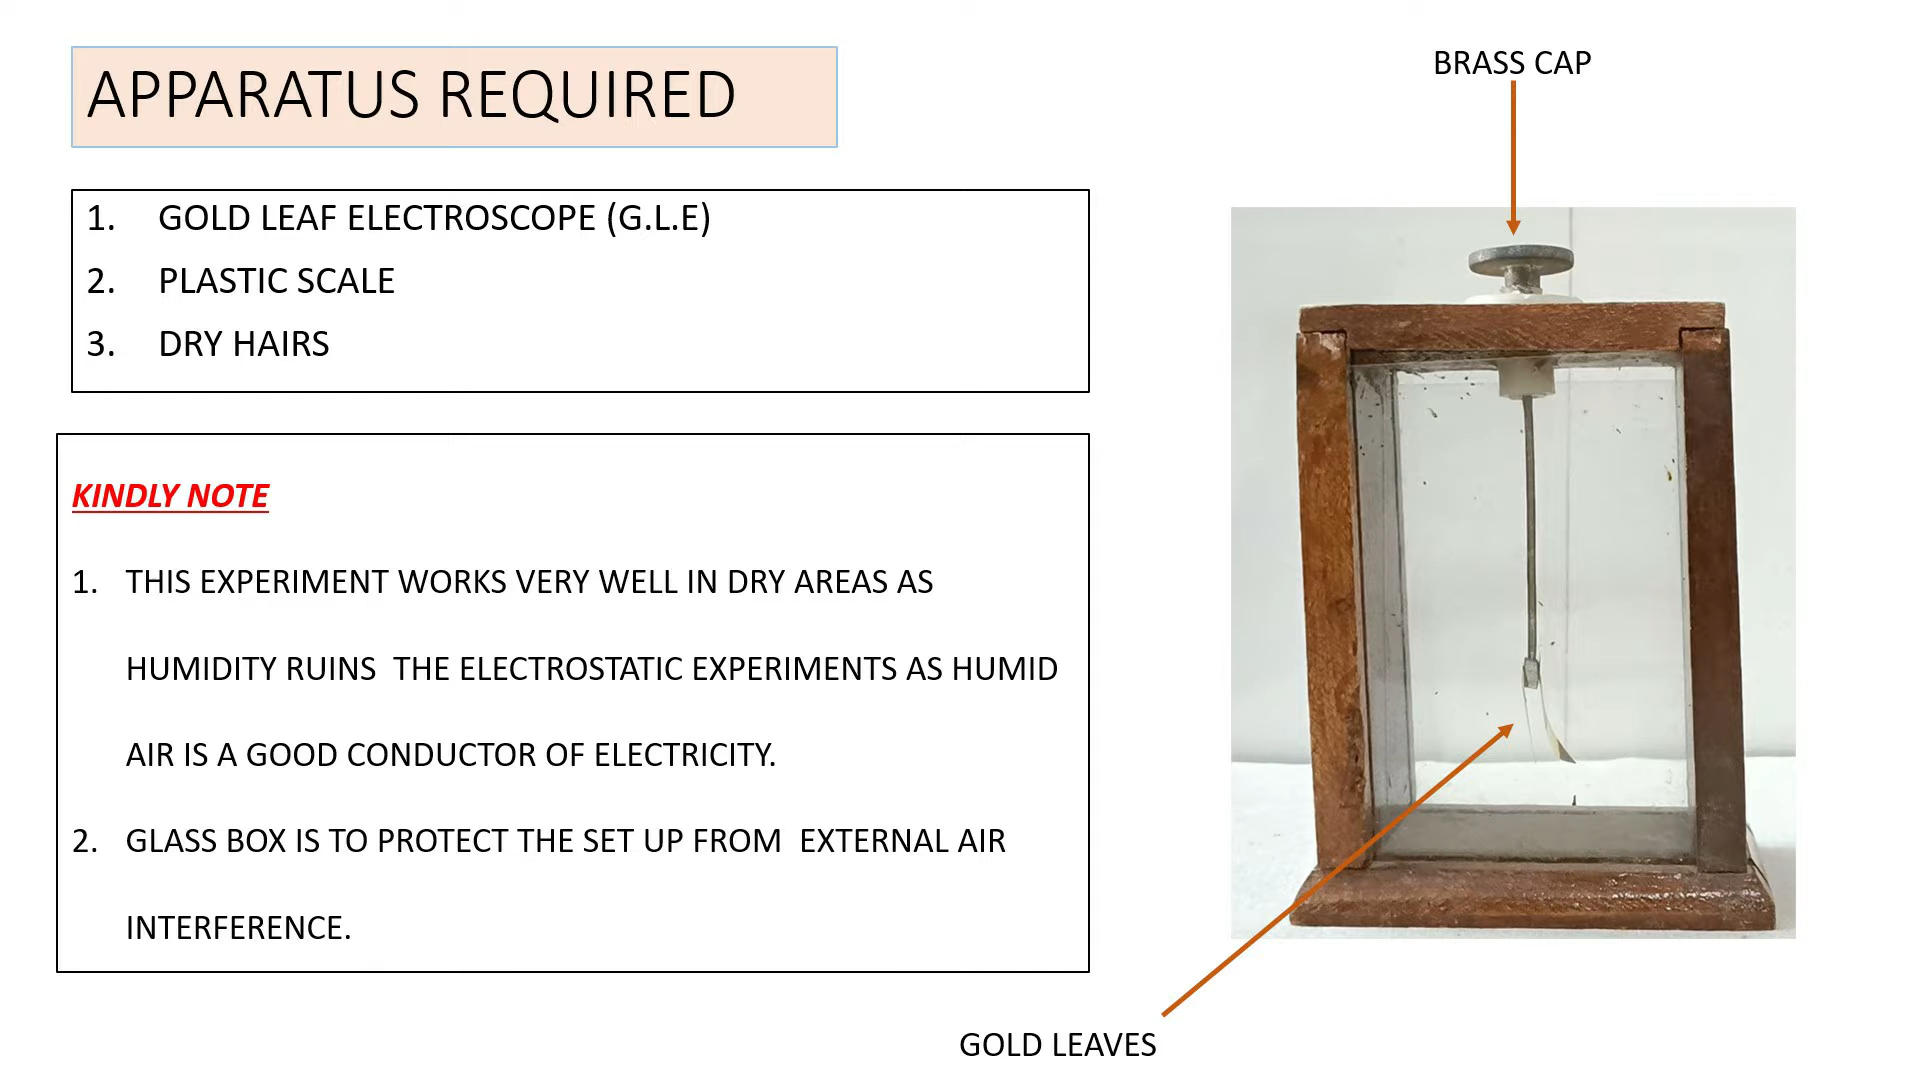 APPARATUS REQUIRED
1. GOLD LEAF ELECTROSCOPE (G.L.E)
2. PLASTIC SCALE
3. DRY HAIRS
KINDLY NOTE
1. THIS EXPERIMENT WORKS VERY WELL IN DRY AREAS AS
HUMIDITY RUINS THE ELECTROSTATIC EXPERIMENTS AS HUMID
AIR IS A GOOD CONDUCTOR OF ELECTRICITY.
2. GLASS BOX IS TO PROTECT THE SET UP FROM EXTERNAL AIR
INTERFERENCE.
BRASS CAP
GOLD LEAVES